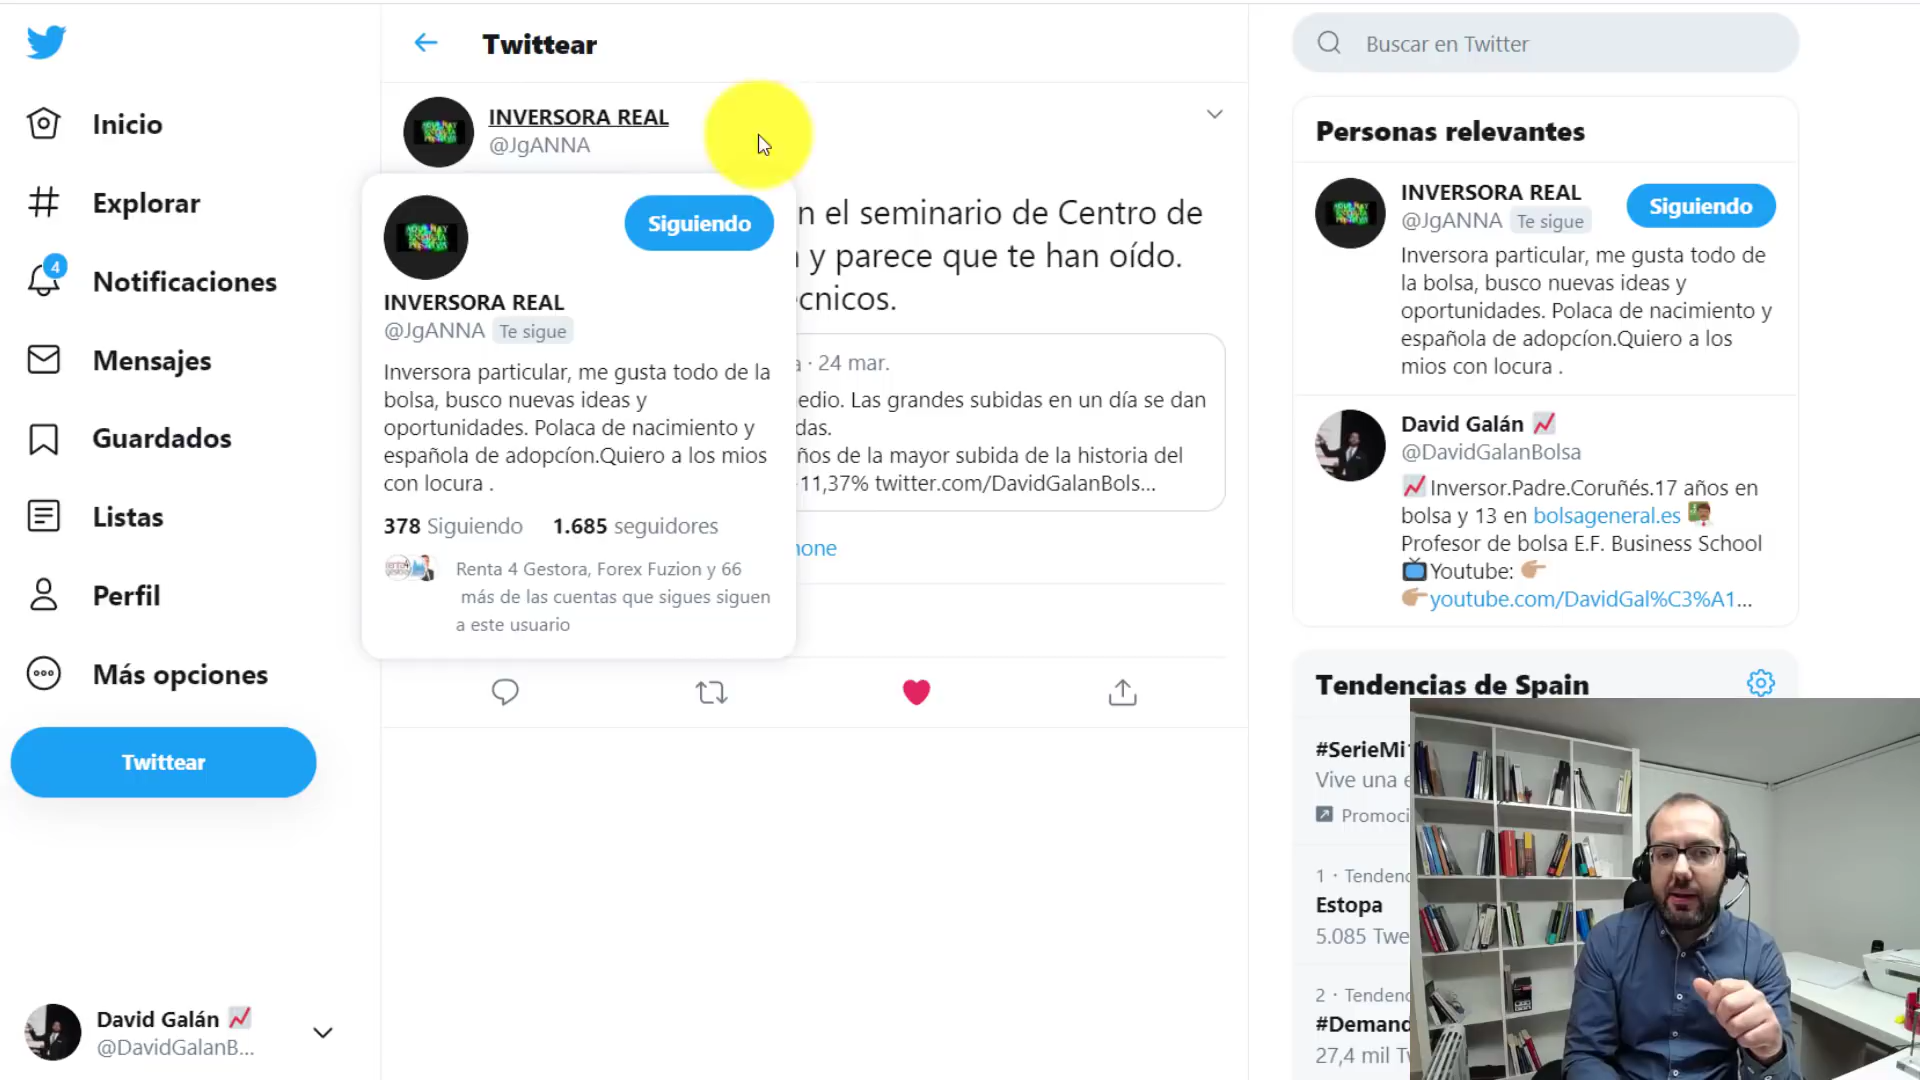 Inicio
Explorar
4
Notificaciones
Mensajes
Guardados
Listas
Perfil
Más opciones
Twittear
David Galán
@DavidGalanB...
Twittear
INVERSORA REAL
@JgANNA
n el seminario de Centro de
y parece que te han oído.
cnicos.
· 24 mar.
edio. Las grandes subidas en un día se dan
das.
ños de la mayor subida de la historia del
11,37% twitter.com/DavidGalanBols...
one
Siguiendo
INVERSORA REAL
@JgANNA Te sigue
Inversora particular, me gusta todo de la
bolsa, busco nuevas ideas y
oportunidades. Polaca de nacimiento y
española de adopcíon.Quiero a los mios
con locura .
378 Siguiendo 1.685 seguidores
Renta 4 Gestora, Forex Fuzion y 66
más de las cuentas que sigues siguen
a este usuario
Buscar en Twitter
Personas relevantes
INVERSORA REAL
@JgANNA Te sigue
Siguiendo
Inversora particular, me gusta todo de
la bolsa, busco nuevas ideas y
oportunidades. Polaca de nacimiento y
española de adopcíon.Quiero a los
mios con locura .
David Galán
@DavidGalanBolsa
Inversor.Padre.Coruñés.17 años en
bolsa y 13 en bolsageneral.es
Profesor de bolsa E.F. Business School
Youtube:
youtube.com/DavidGal%C3%A1...
Tendencias de Spain
#SerieMi
Vive una e
Promoci
1 · Tendenc
Estopa
5.085 Twe
2 · Tendenc
#Demand
27,4 mil Tw